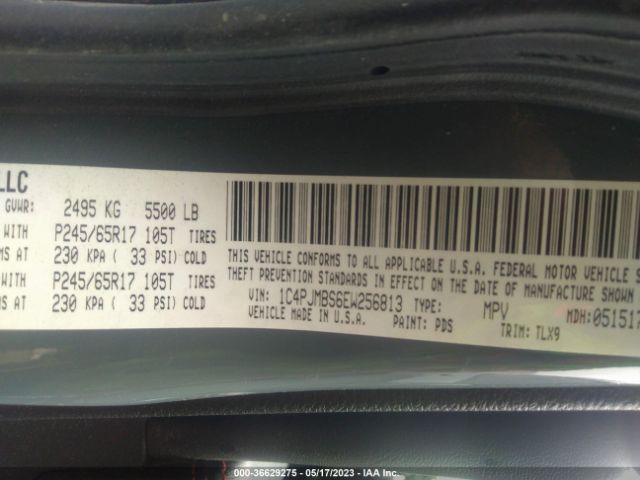 LLC
GVWR: 2495 KG 5500 LB
WITH P245/65R17 105T TIRES
MS AT 230 KPA ( 33 PSI) COLD
WITH P245/65R17 105T TIRES
MS AT 230 KPA ( 33 PSI) COLD
THIS VEHICLE CONFORMS TO ALL APPLICABLE U.S.A. FEDERAL MOTOR VEHICLE S
THEFT PREVENTION STANDARDS IN EFFECT ON THE DATE OF MANUFACTURE
VIN: 1C4PJMBS6EW256813 TYPE: MPV MDH: 051517
VEHICLE MADE IN U.S.A. PAINT: PDS TRIM: TLX9
000-36629275 - 05/17/2023 - IAA Inc.